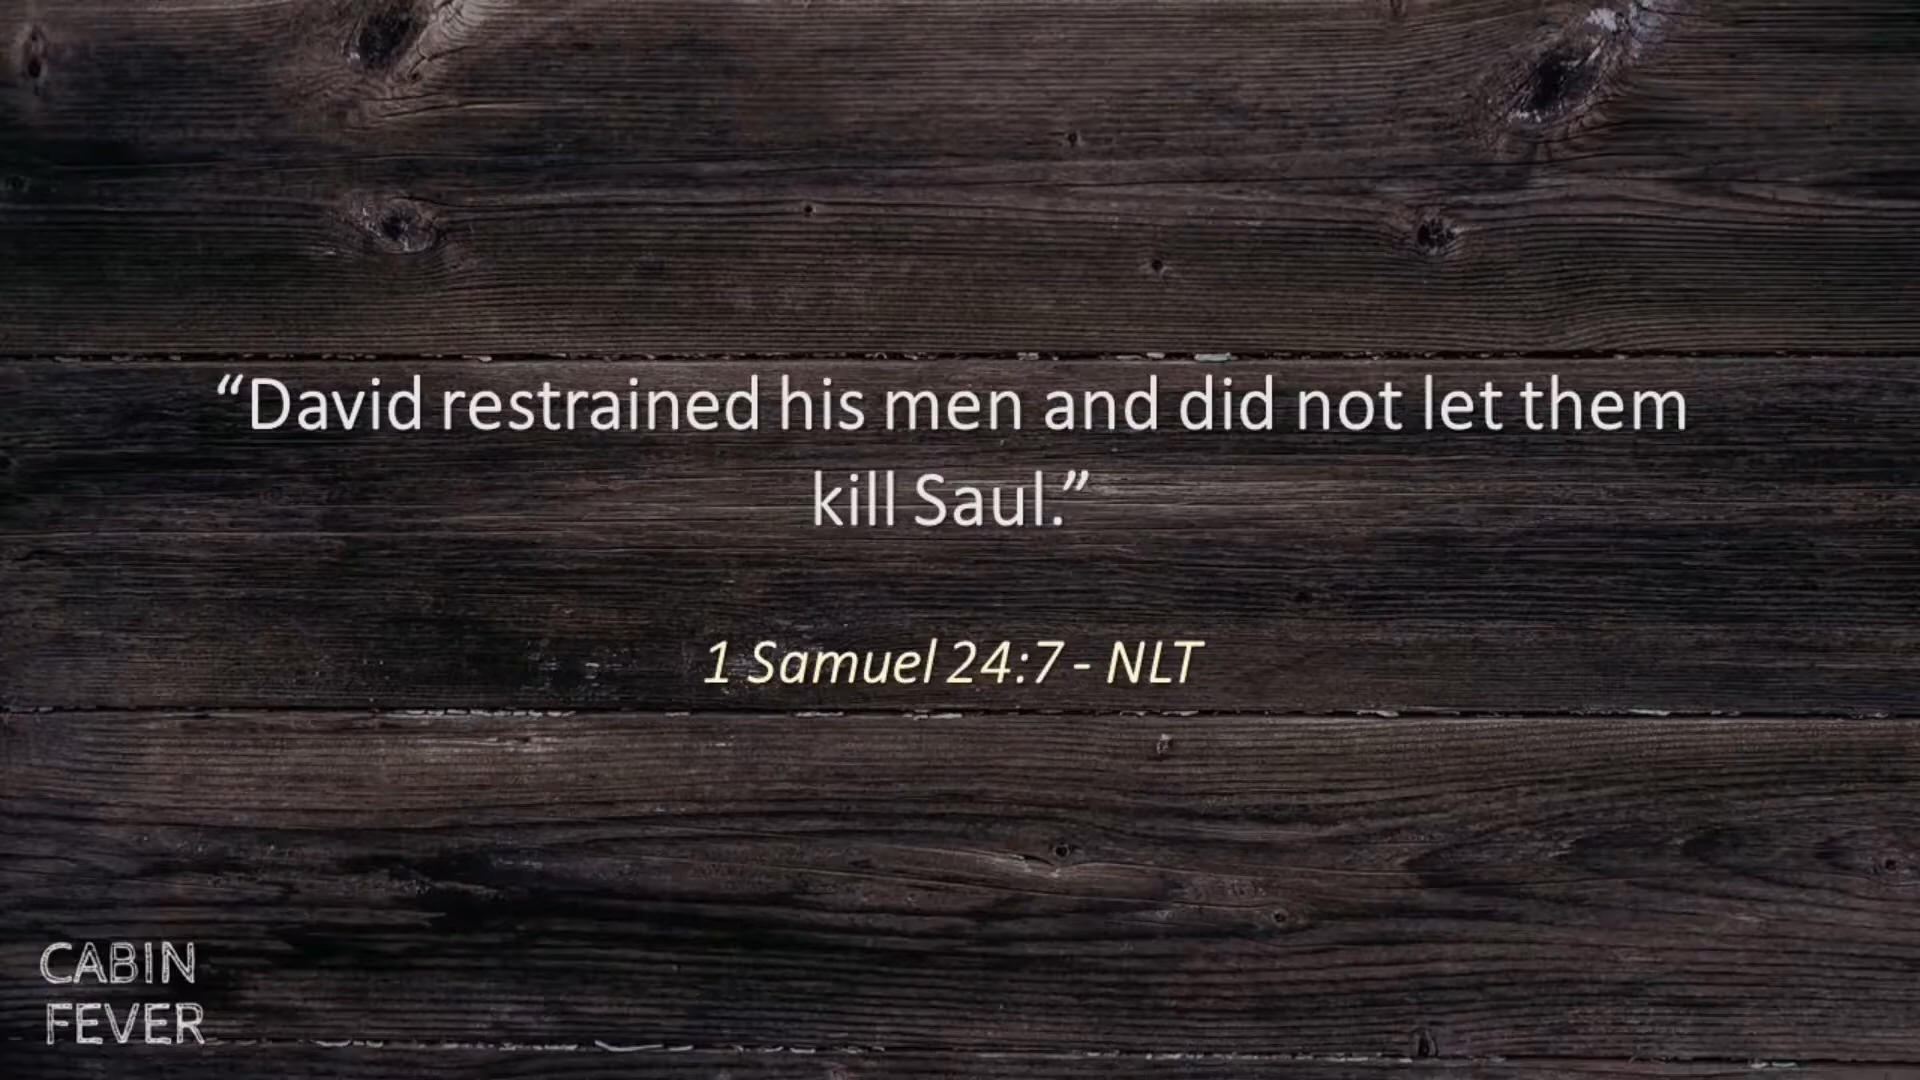 “David restrained his men and did not let them
kill Saul.”
1 Samuel 24:7 - NLT
CABIN
FEVER